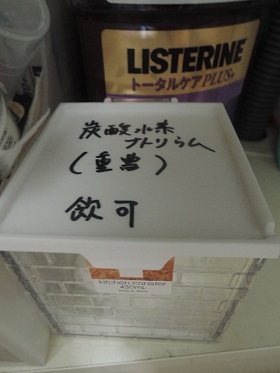 LISTERINE
トータルケアPLUS+
炭酸水素
ナトリウム
(重曹)
飲可
kitchen canister
430mL